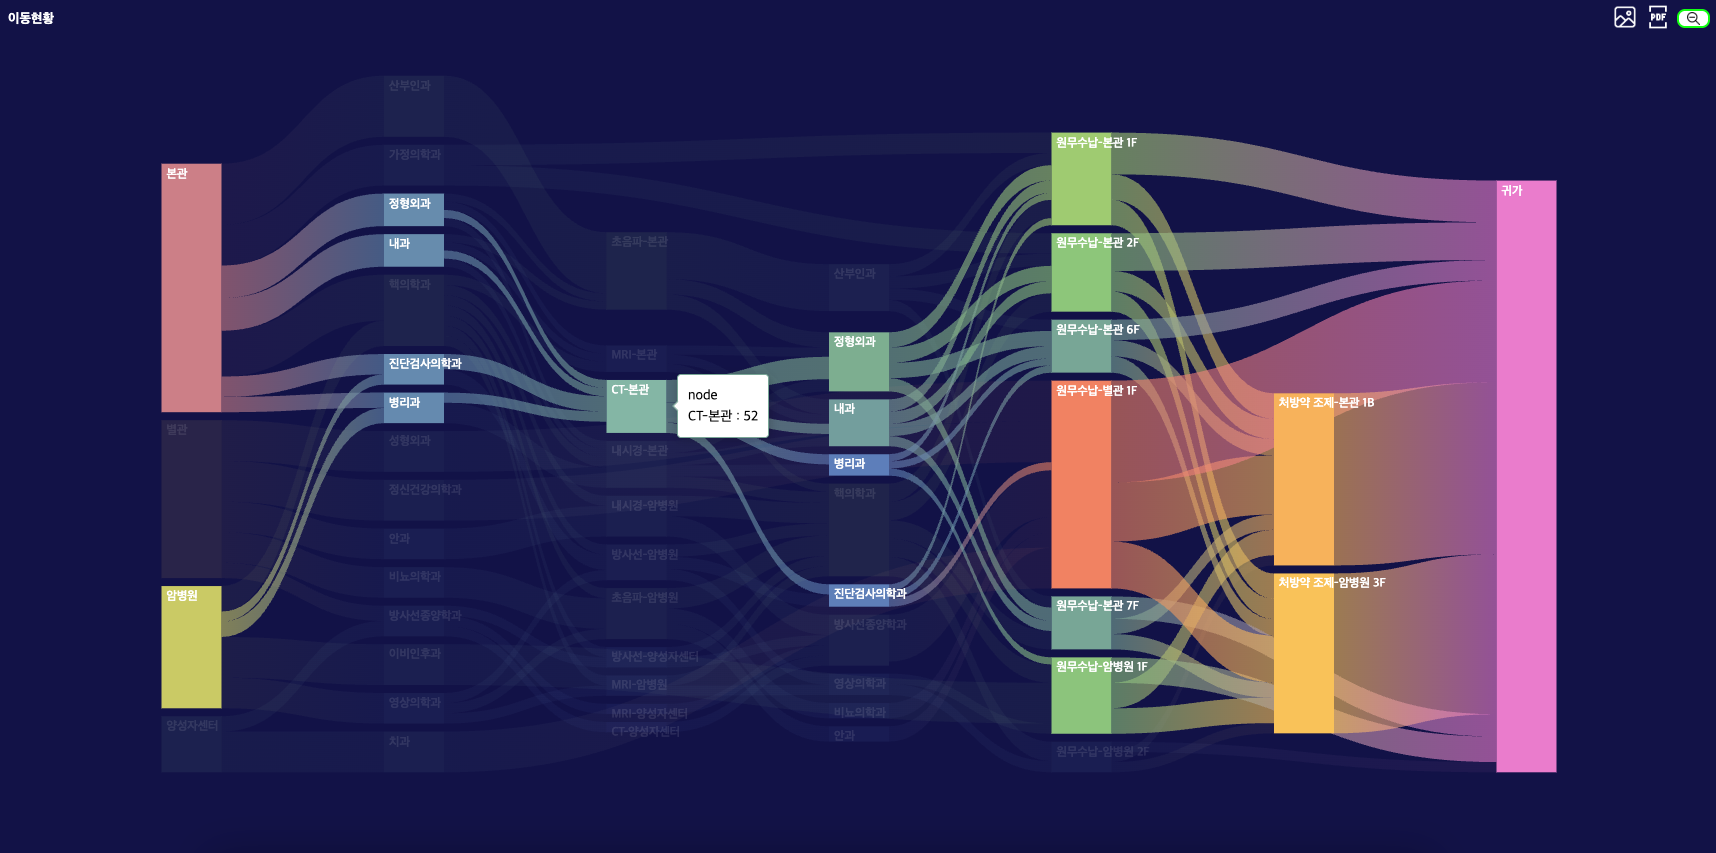 이동현황
PDF
본관
별관
암병원
양성자센터
산부인과
가정의학과
정형외과
내과
핵의학과
진단검사의학과
병리과
성형외과
정신건강의학과
안과
비뇨의학과
방사선종양학과
이비인후과
영상의학과
치과
초음파-본관
MRI-본관
CT-본관
내시경-본관
내시경-암병원
방사선-암병원
초음파-암병원
방사선-양성자센터
MRI-암병원
MRI-양성자센터
CT-양성자센터
node
CT-본관 : 52
산부인과
정형외과
내과
병리과
핵의학과
진단검사의학과
방사선종양학과
영상의학과
비뇨의학과
안과
원무수납-본관 1F
원무수납-본관 2F
원무수납-본관 6F
원무수납-별관 1F
원무수납-본관 7F
원무수납-암병원 1F
원무수납-암병원 2F
처방약 조제-본관 1B
처방약 조제-암병원 3F
귀가